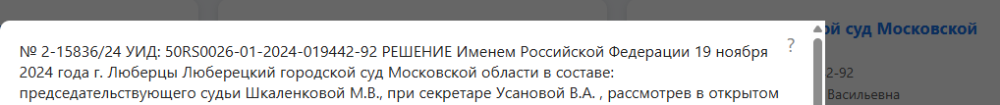 № 2-15836/24 УИД: 50RS0026-01-2024-019442-92 РЕШЕНИЕ Именем Российской Федерации 19 ноября
2024 года г. Люберцы Люберецкий городской суд Московской области в составе:
председательствующего судьи Шкаленковой М.В., при секретаре Усановой В.А. , рассмотрев в открытом
?
й суд Московской
2-92
Васильевна